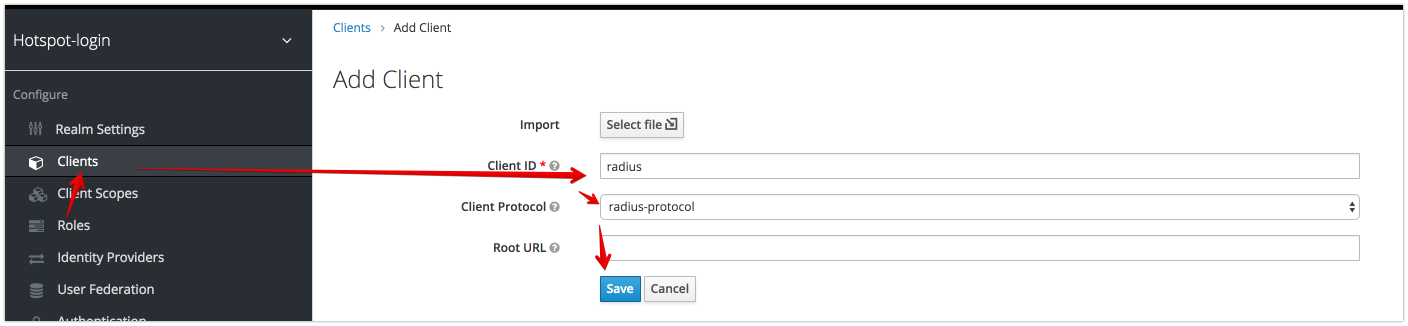 Hotspot-login
Configure
Realm Settings
Clients
Client Scopes
Roles
Identity Providers
User Federation
Authentication
Clients > Add Client
Add Client
Import Select file
Client ID * radius
Client Protocol radius-protocol
Root URL
Save Cancel